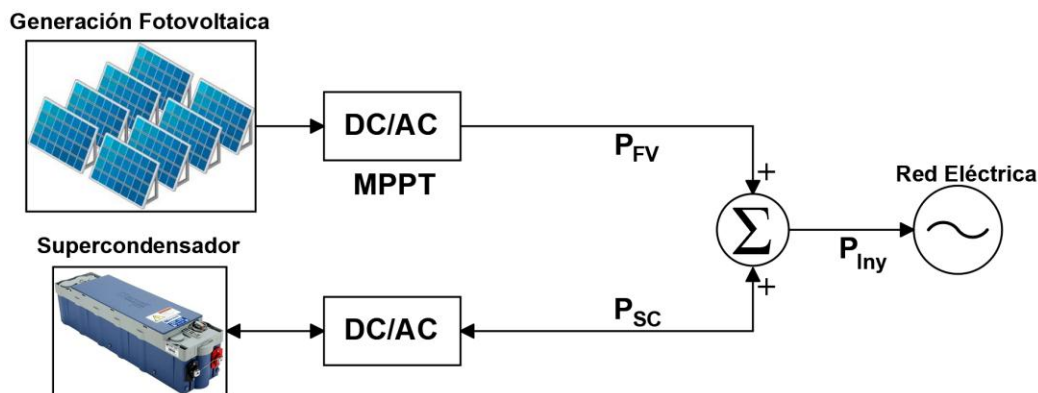 Generación Fotovoltaica
DC/AC
MPPT
P_FV
+
Red Eléctrica
Σ
P_Iny
Supercondensador
DC/AC
P_SC
+